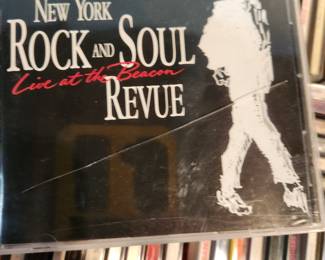 NEW YORK
ROCK AND SOUL
Live at the Beacon
REVUE